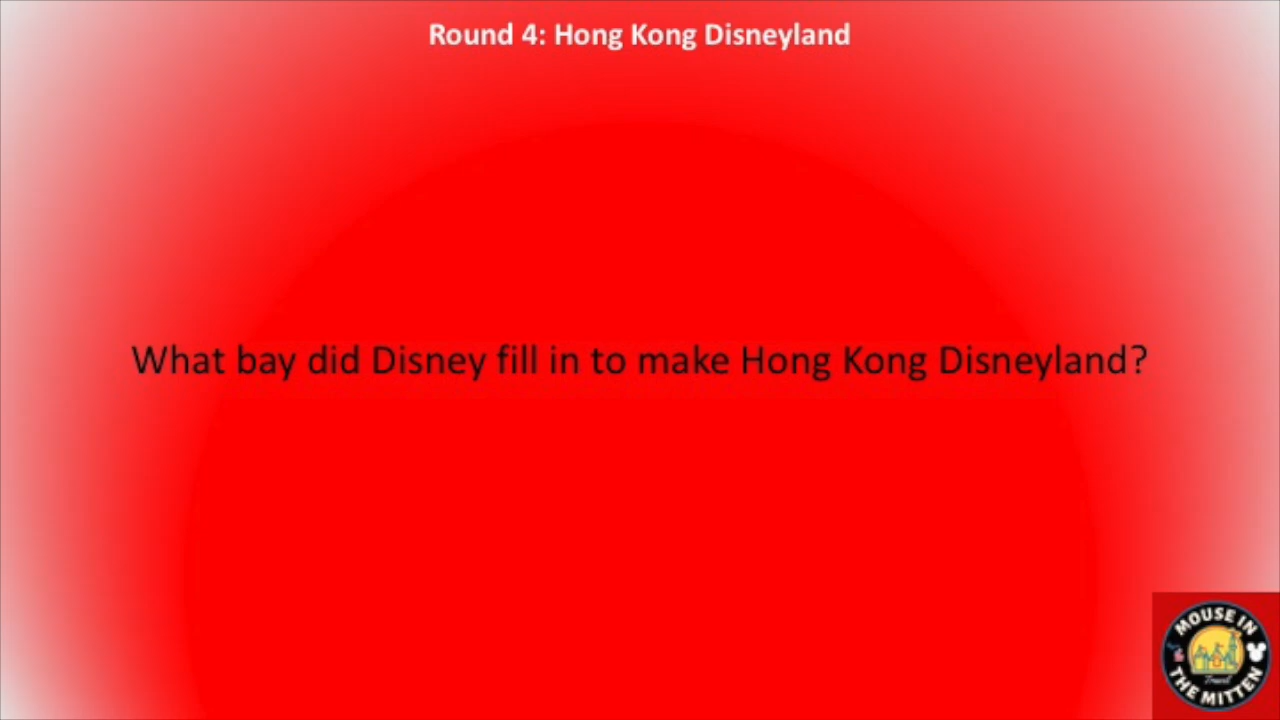 Round 4: Hong Kong Disneyland
What bay did Disney fill in to make Hong Kong Disneyland?
MOUSE IN
Travel
THE MITTEN